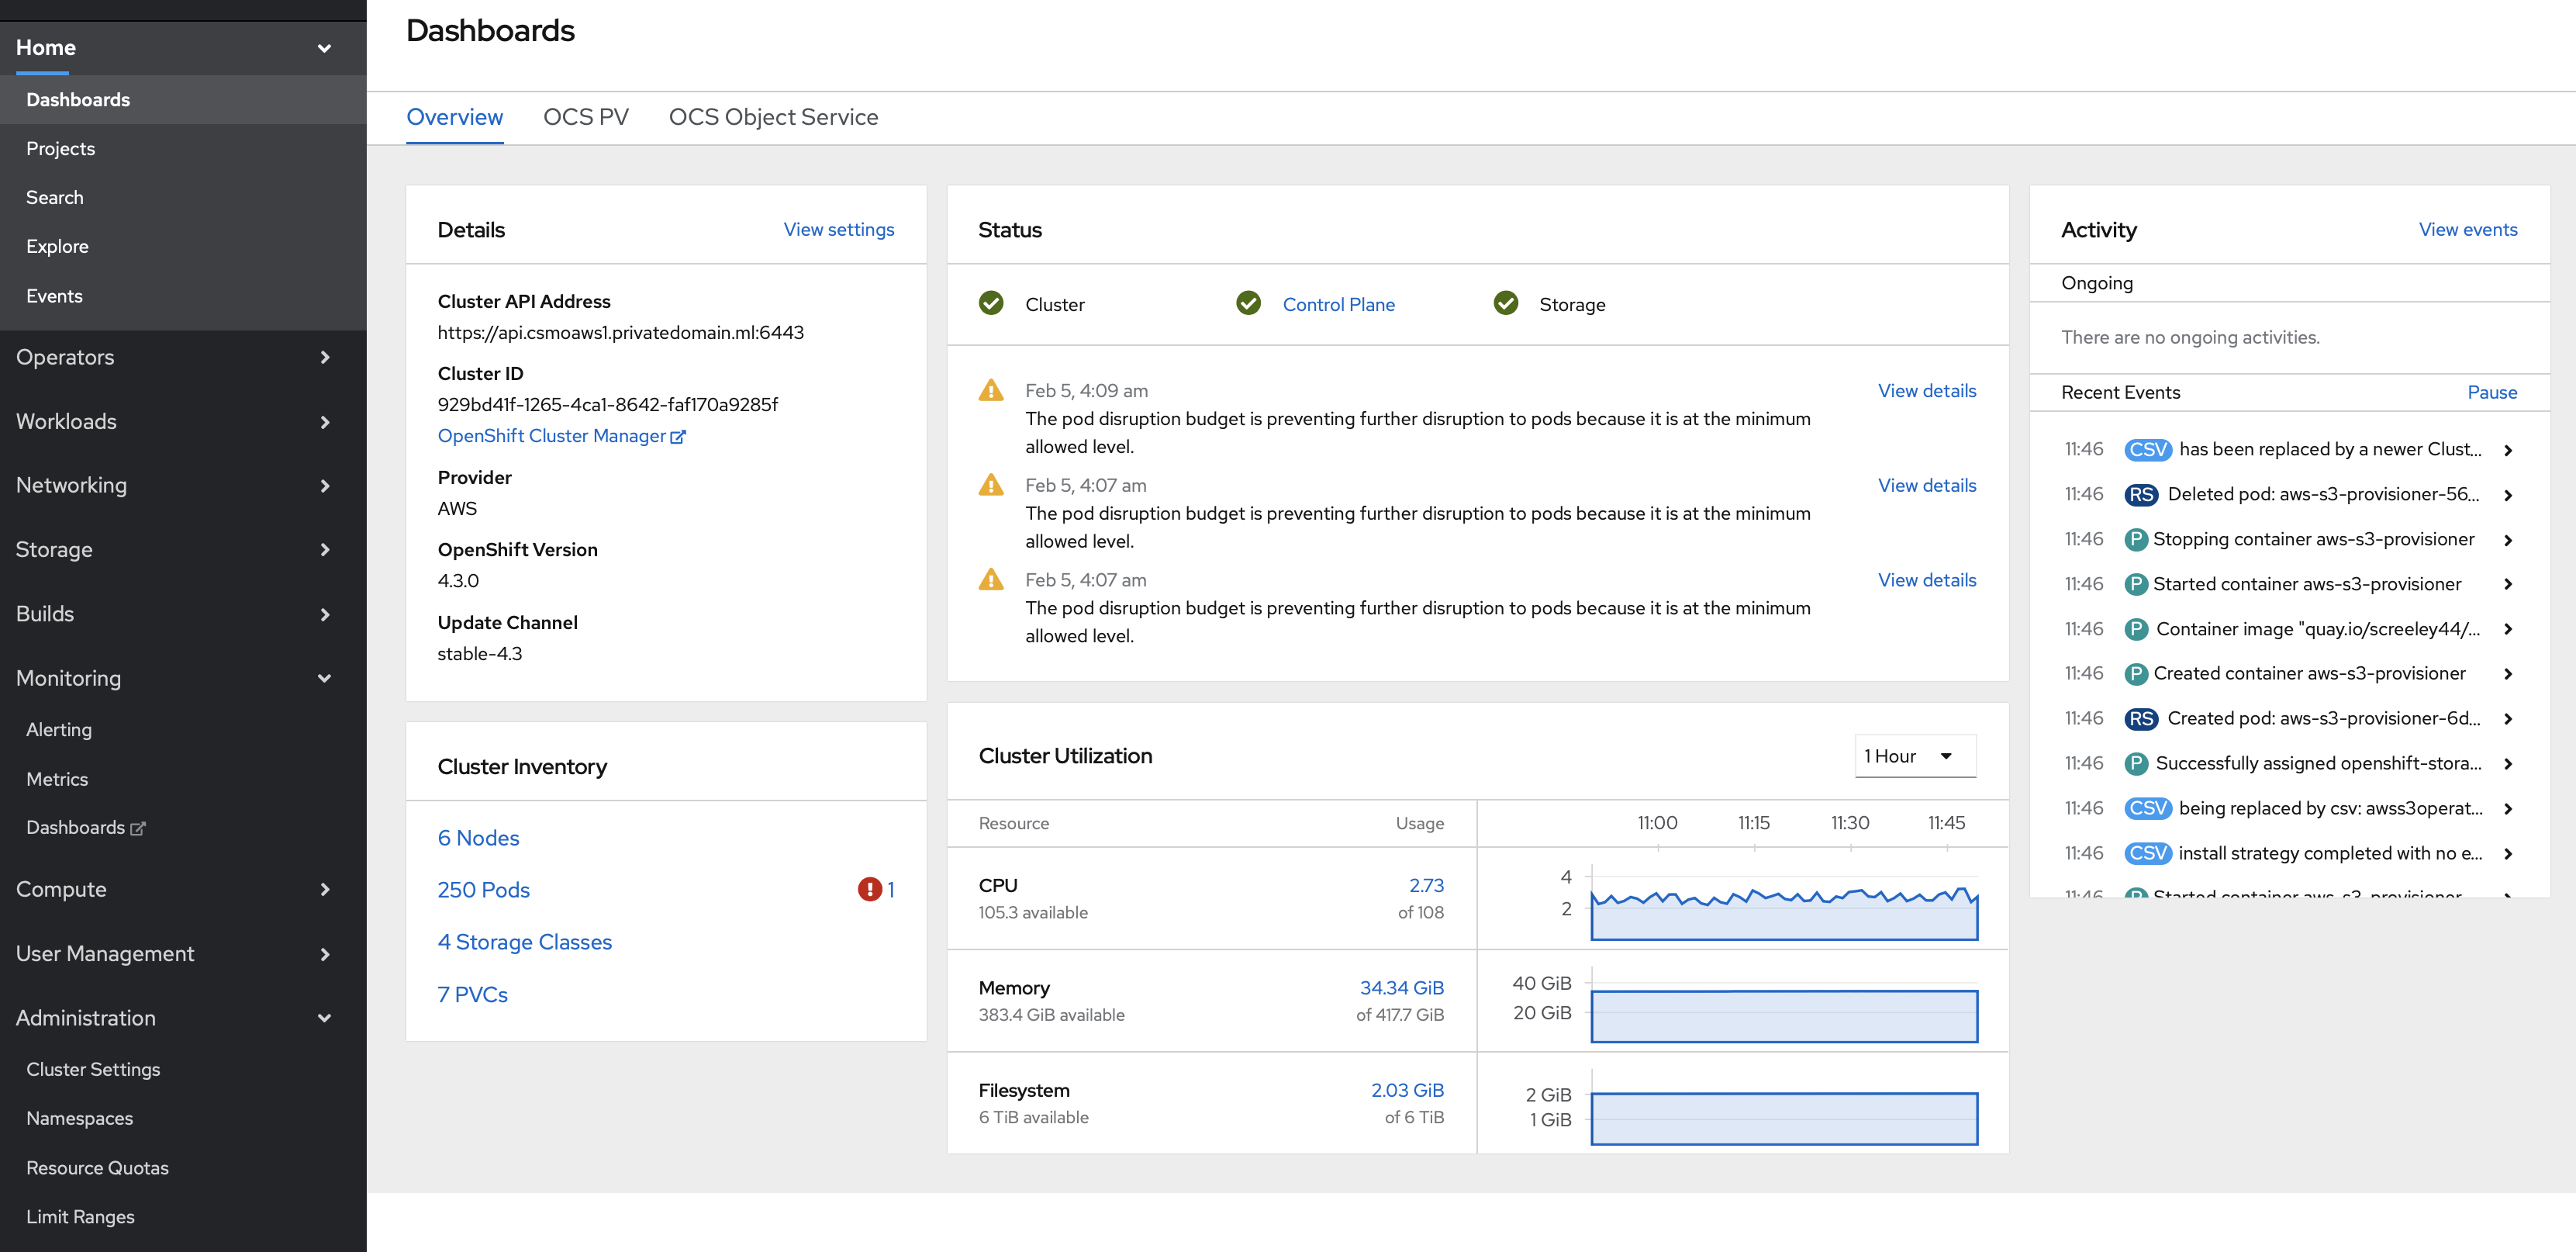 Home
Dashboards
Projects
Search
Explore
Events
Operators
Workloads
Networking
Storage
Builds
Monitoring
Alerting
Metrics
Dashboards
Compute
User Management
Administration
Cluster Settings
Namespaces
Resource Quotas
Limit Ranges
Dashboards
Overview
OCS PV
OCS Object Service
Details
View settings
Cluster API Address
https://api.csmoaws1.privatedomain.ml:6443
Cluster ID
929bd41f-1265-4ca1-8642-faf170a9285f
OpenShift Cluster Manager
Provider
AWS
OpenShift Version
4.3.0
Update Channel
stable-4.3
Cluster Inventory
6 Nodes
250 Pods
1
4 Storage Classes
7 PVCs
Status
Cluster
Control Plane
Storage
Feb 5, 4:09 am
View details
The pod disruption budget is preventing further disruption to pods because it is at the minimum
allowed level.
Feb 5, 4:07 am
View details
The pod disruption budget is preventing further disruption to pods because it is at the minimum
allowed level.
Feb 5, 4:07 am
View details
The pod disruption budget is preventing further disruption to pods because it is at the minimum
allowed level.
Cluster Utilization
1 Hour
Resource
Usage
11:00
11:15
11:30
11:45
CPU
2.73
105.3 available
of 108
4
2
Memory
34.34 GiB
383.4 GiB available
of 417.7 GiB
40 GiB
20 GiB
Filesystem
2.03 GiB
6 TiB available
of 6 TiB
2 GiB
1 GiB
Activity
View events
Ongoing
There are no ongoing activities.
Recent Events
Pause
11:46 CSV has been replaced by a newer Clust...
11:46 RS Deleted pod: aws-s3-provisioner-56...
11:46 P Stopping container aws-s3-provisioner
11:46 P Started container aws-s3-provisioner
11:46 P Container image "quay.io/screeley44/...
11:46 P Created container aws-s3-provisioner
11:46 RS Created pod: aws-s3-provisioner-6d...
11:46 P Successfully assigned openshift-stora...
11:46 CSV being replaced by csv: awss3operat...
11:46 CSV install strategy completed with no e...
11:46 P Started container aws-s3-provisioner